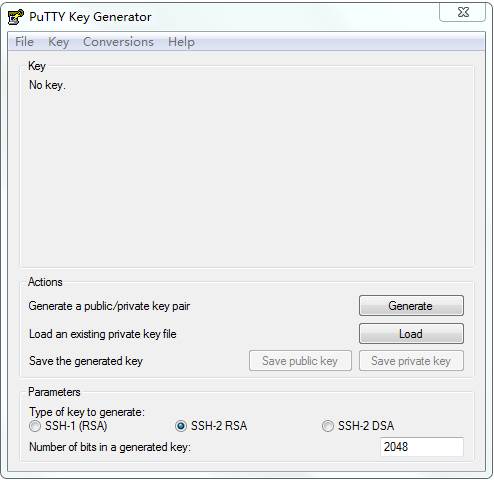 PuTTY Key Generator
File Key Conversions Help
Key
No key.
Actions
Generate a public/private key pair
Generate
Load an existing private key file
Load
Save the generated key
Save public key
Save private key
Parameters
Type of key to generate:
SSH-1 (RSA) SSH-2 RSA SSH-2 DSA
Number of bits in a generated key:
2048